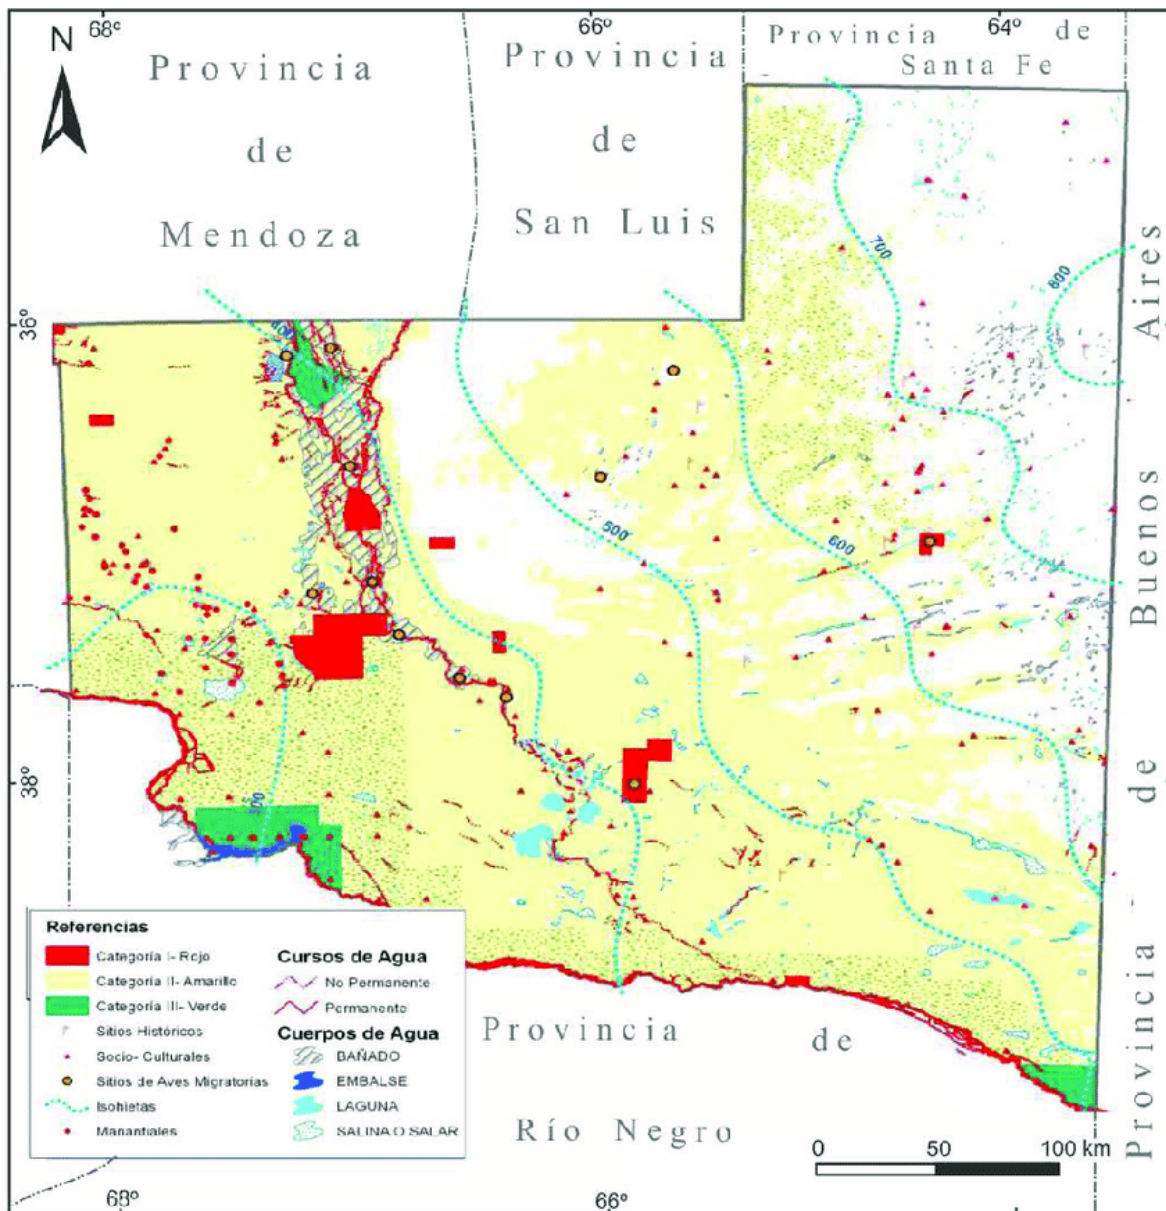 68º
66º
64º
N
Provincia
de
Mendoza
Provincia
de
San Luis
Provincia de
Santa Fe
36º
38º
700
800
500
600
Provincia de Buenos Aires
Referencias
Categoría I- Rojo
Categoría II- Amarillo
Categoría III- Verde
Sitios Históricos
Socio- Culturales
Sitios de Aves Migratorías
Isohietas
Manantiales
Cursos de Agua
No Permanente
Permanente
Cuerpos de Agua
BAÑADO
EMBALSE
LAGUNA
SALINA O SALAR
Provincia de
Río Negro
0 50 100 km
68º
66º